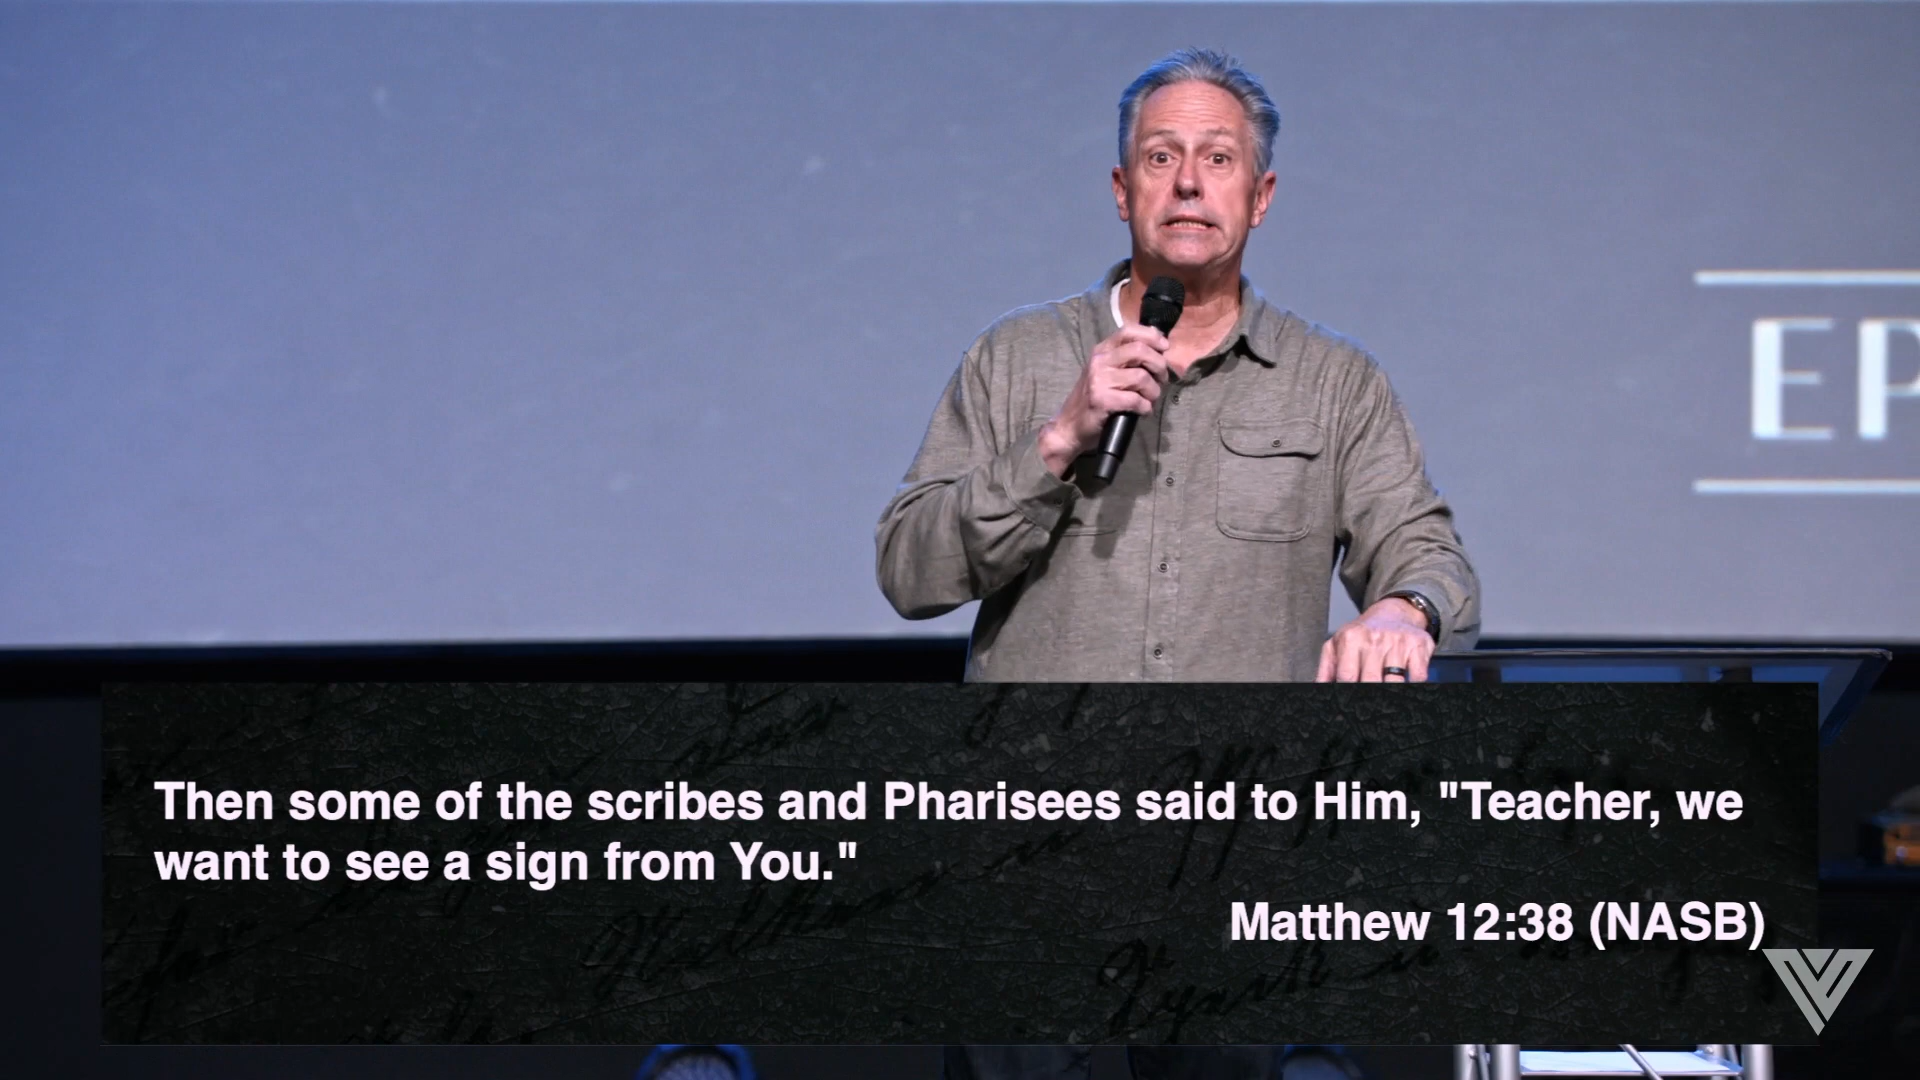 EP
Then some of the scribes and Pharisees said to Him, "Teacher, we
want to see a sign from You."
Matthew 12:38 (NASB)